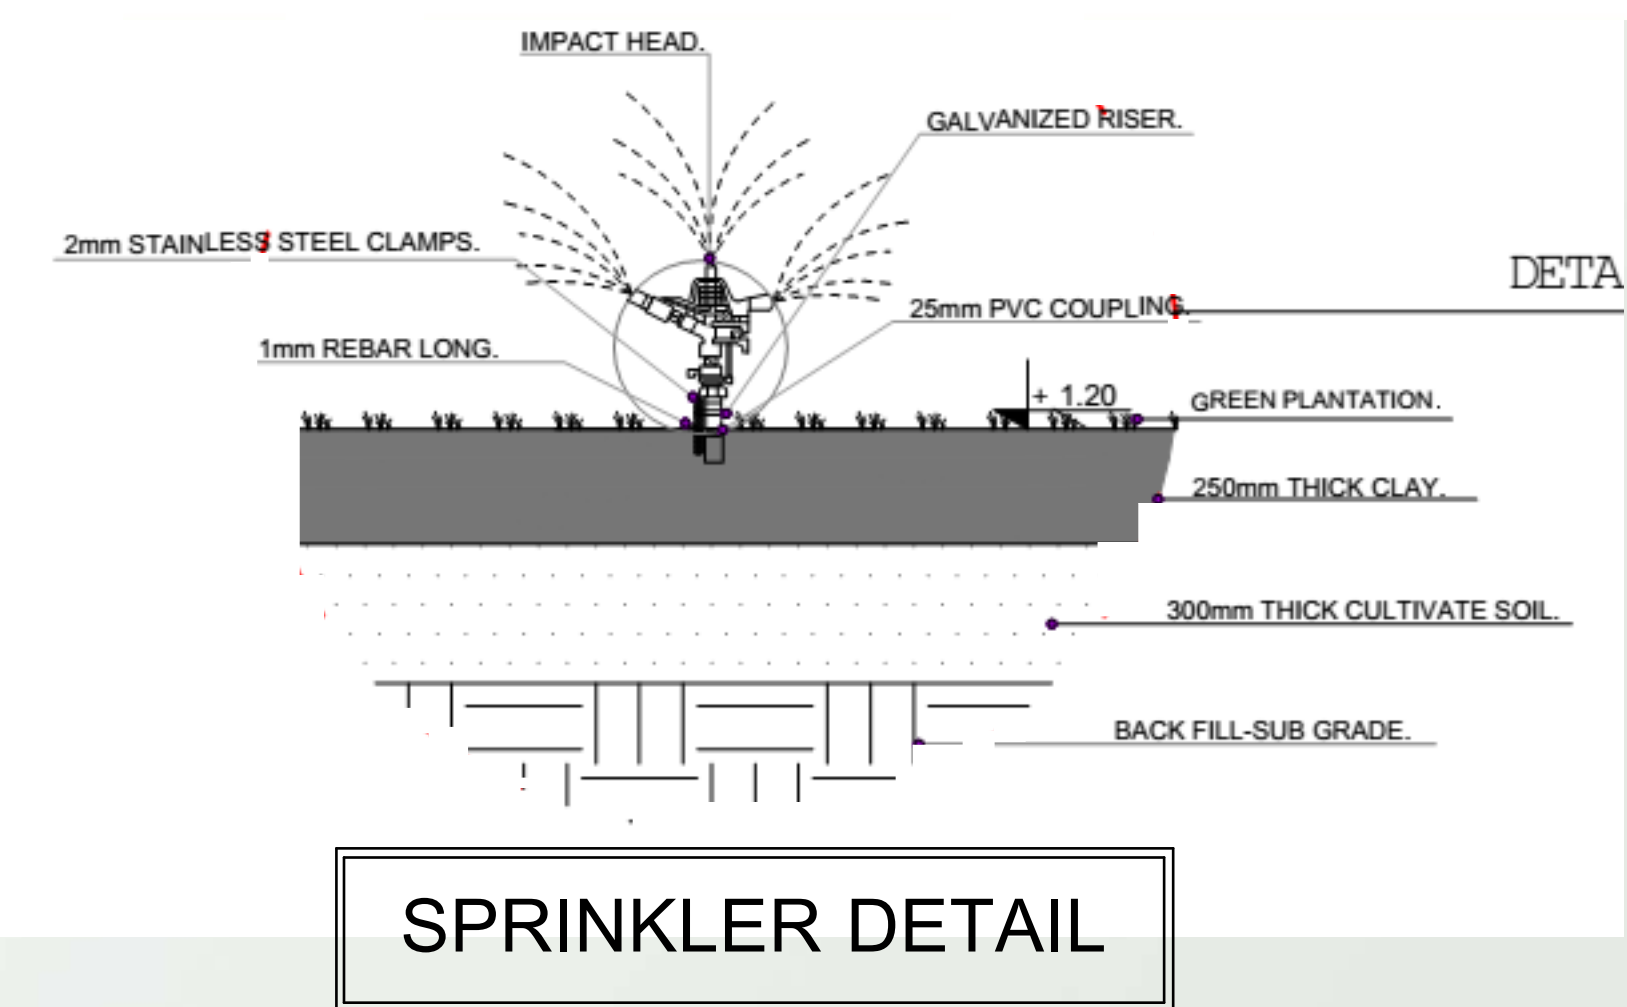 IMPACT HEAD.
GALVANIZED RISER.
2mm STAINLESS STEEL CLAMPS.
DETA
25mm PVC COUPLING.
1mm REBAR LONG.
+ 1.20
GREEN PLANTATION.
250mm THICK CLAY.
300mm THICK CULTIVATE SOIL.
BACK FILL-SUB GRADE.
SPRINKLER DETAIL